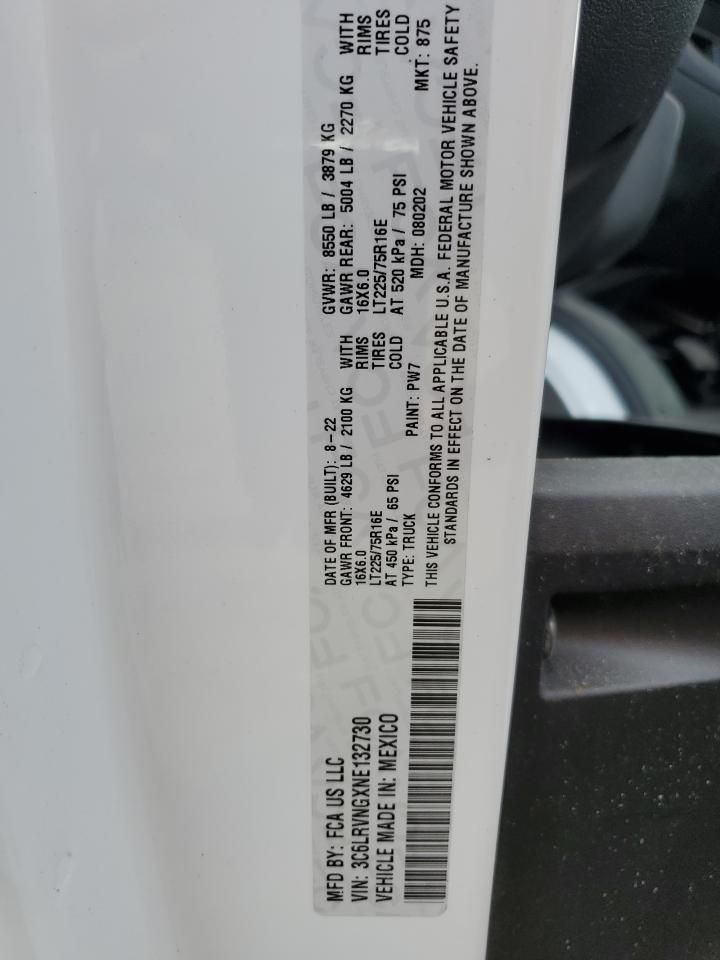 MFD BY: FCA US LLC
VIN: 3C6LRVNGXNE132730
VEHICLE MADE IN: MEXICO
DATE OF MFR (BUILT): 8-22
GVWR: 8550 LB / 3879 KG
GAWR FRONT: 4629 LB / 2100 KG WITH
GAWR REAR: 5004 LB / 2270 KG WITH
16X6.0 RIMS
16X6.0 RIMS
LT225/75R16E TIRES
LT225/75R16E TIRES
AT 450 kPa / 65 PSI COLD
AT 520 kPa / 75 PSI COLD
TYPE: TRUCK PAINT: PW7 MDH: 080202 MKT: 875
THIS VEHICLE CONFORMS TO ALL APPLICABLE U.S.A. FEDERAL MOTOR VEHICLE SAFETY
STANDARDS IN EFFECT ON THE DATE OF MANUFACTURE SHOWN ABOVE.